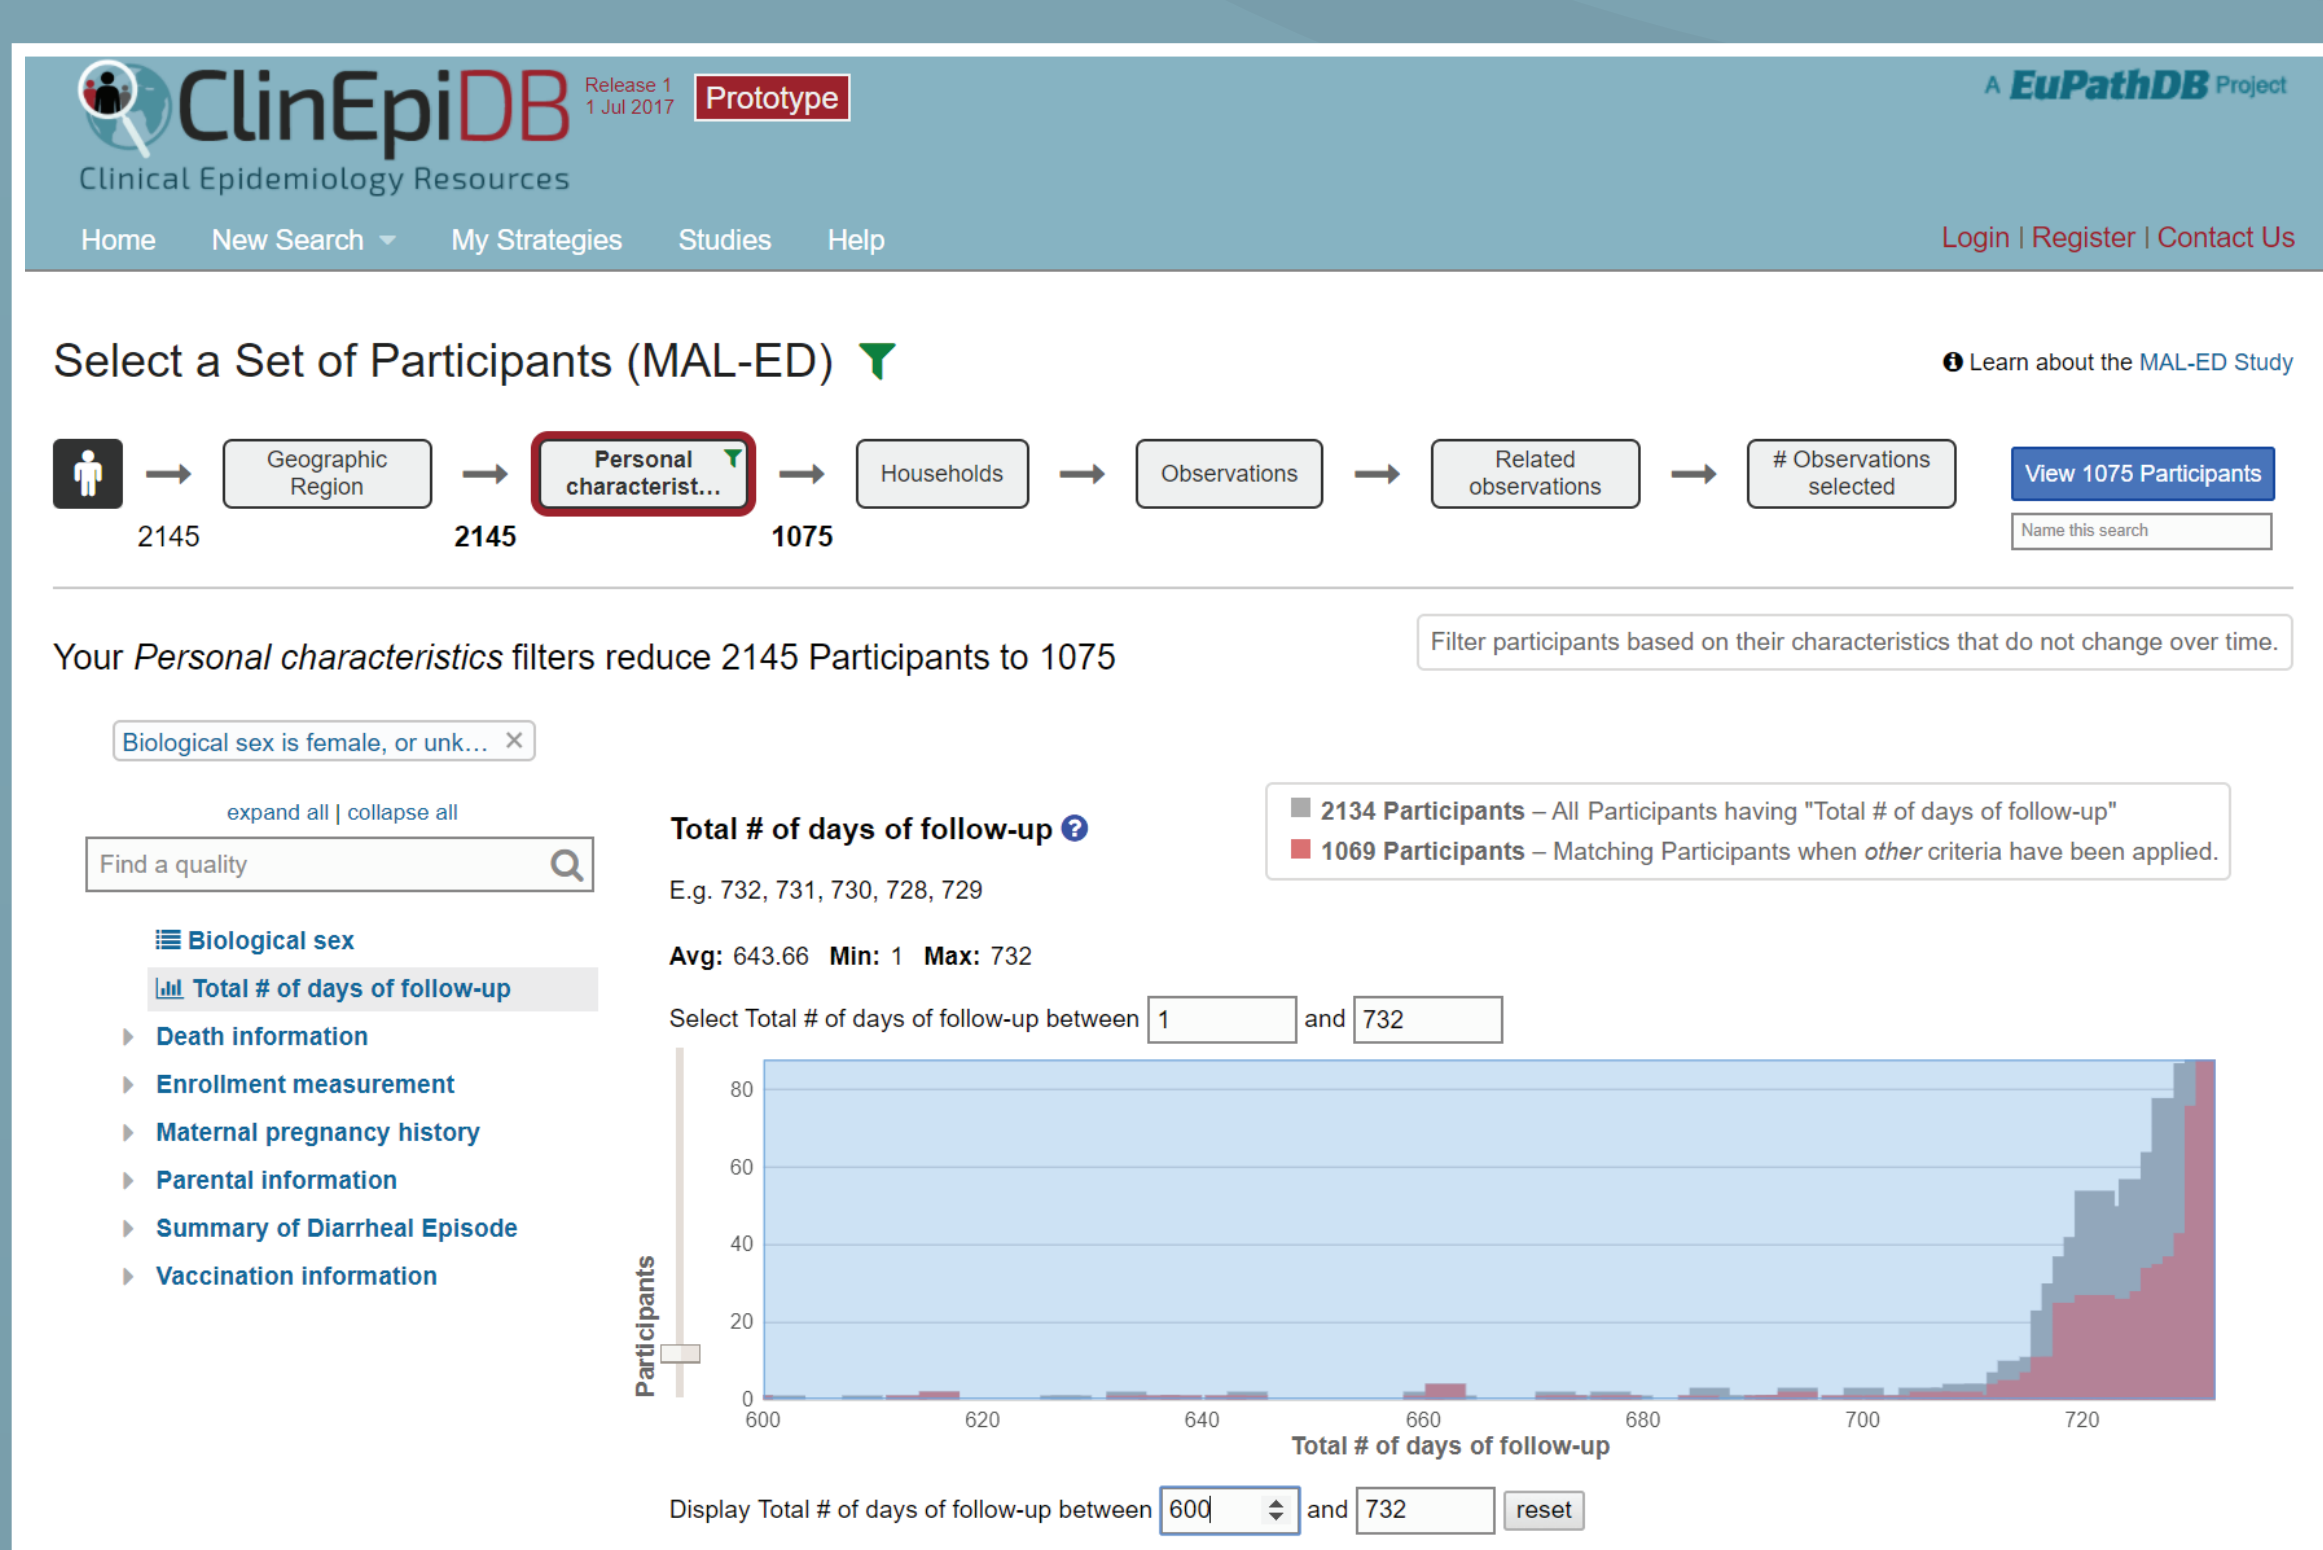 ClinEpiDB
Release 1
1 Jul 2017
Prototype
A EuPathDB Project
Clinical Epidemiology Resources
Home New Search My Strategies Studies Help
Login | Register | Contact Us
Select a Set of Participants (MAL-ED)
Learn about the MAL-ED Study
Geographic
Region
Personal
characterist...
Households
Observations
Related
observations
# Observations
selected
View 1075 Participants
Name this search
2145 2145 1075
Your Personal characteristics filters reduce 2145 Participants to 1075
Filter participants based on their characteristics that do not change over time.
Biological sex is female, or unk... ×
expand all | collapse all
Find a quality
Biological sex
Total # of days of follow-up
Death information
Enrollment measurement
Maternal pregnancy history
Parental information
Summary of Diarrheal Episode
Vaccination information
Total # of days of follow-up ?
2134 Participants – All Participants having "Total # of days of follow-up"
1069 Participants – Matching Participants when other criteria have been applied.
E.g. 732, 731, 730, 728, 729
Avg: 643.66 Min: 1 Max: 732
Select Total # of days of follow-up between 1 and 732
Participants
80
60
40
20
0
600 620 640 660 680 700 720
Total # of days of follow-up
Display Total # of days of follow-up between 600 and 732 reset